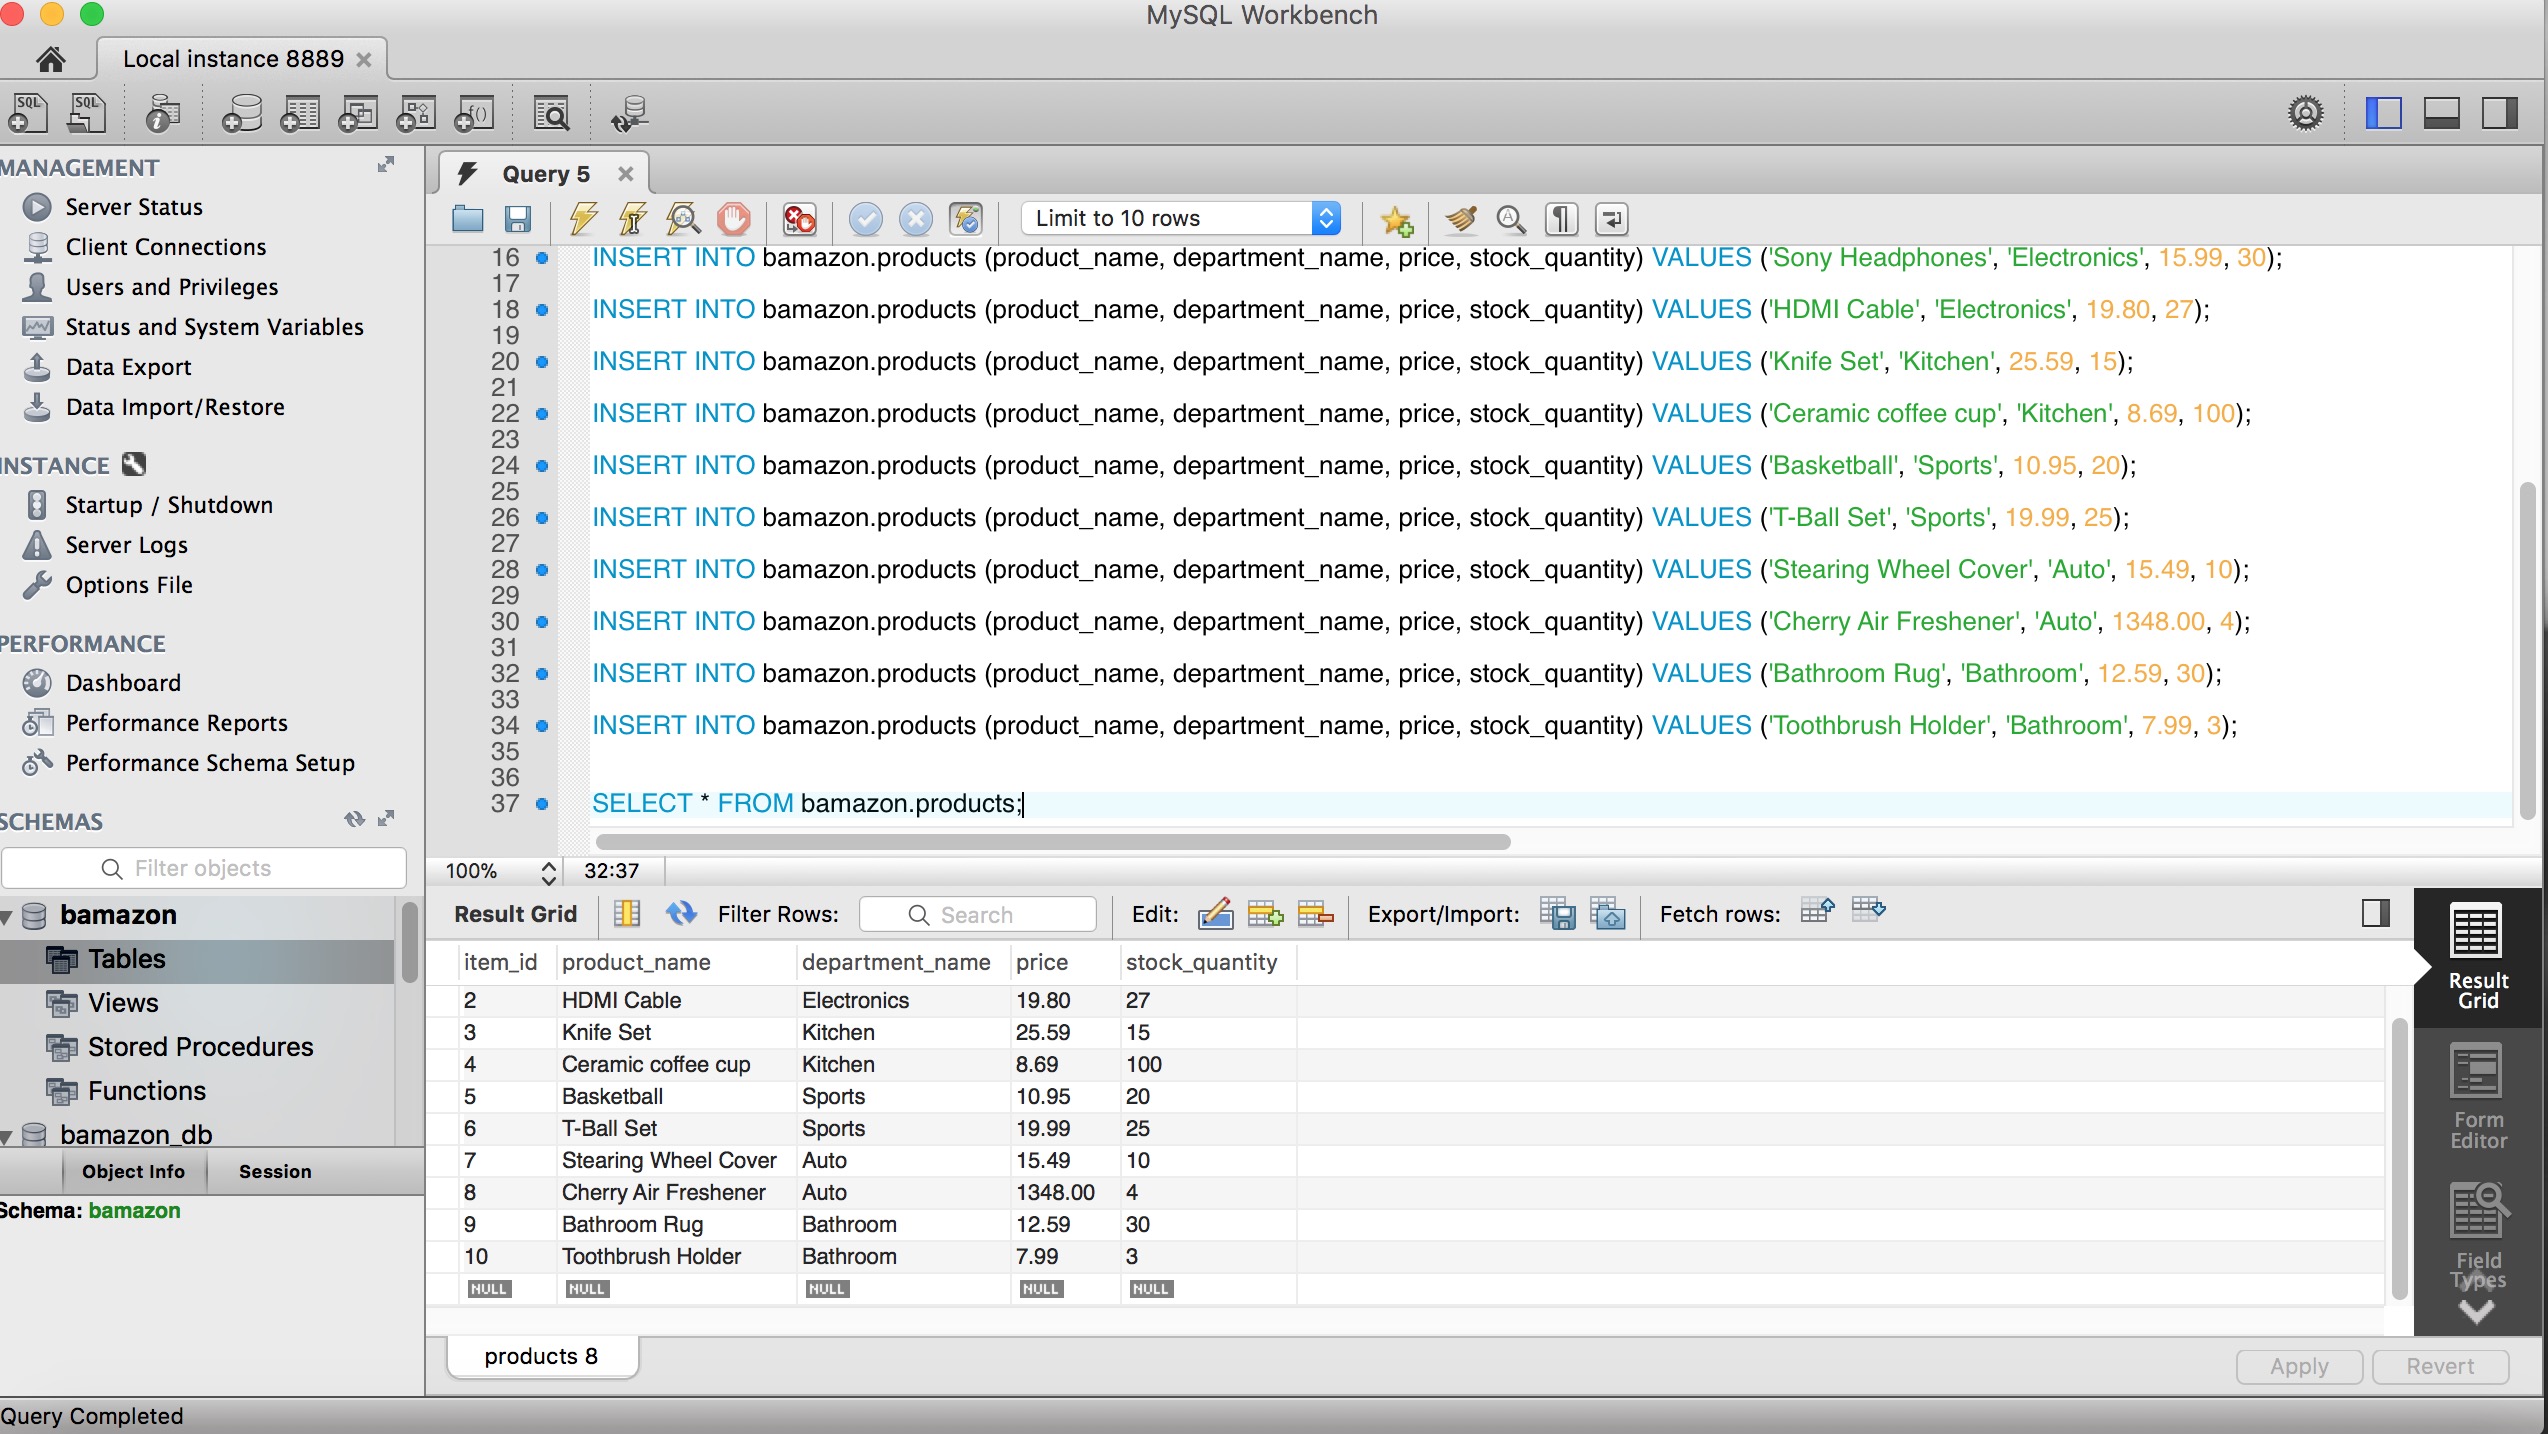 MySQL Workbench
Local instance 8889
MANAGEMENT
Server Status
Client Connections
Users and Privileges
Status and System Variables
Data Export
Data Import/Restore
INSTANCE
Startup / Shutdown
Server Logs
Options File
PERFORMANCE
Dashboard
Performance Reports
Performance Schema Setup
SCHEMAS
Filter objects
bamazon
Tables
Views
Stored Procedures
Functions
bamazon_db
Object Info Session
Schema: bamazon
Query 5
Limit to 10 rows
16 INSERT INTO bamazon.products (product_name, department_name, price, stock_quantity) VALUES ('Sony Headphones', 'Electronics', 15.99, 30);
17
18 INSERT INTO bamazon.products (product_name, department_name, price, stock_quantity) VALUES ('HDMI Cable', 'Electronics', 19.80, 27);
19
20 INSERT INTO bamazon.products (product_name, department_name, price, stock_quantity) VALUES ('Knife Set', 'Kitchen', 25.59, 15);
21
22 INSERT INTO bamazon.products (product_name, department_name, price, stock_quantity) VALUES ('Ceramic coffee cup', 'Kitchen', 8.69, 100);
23
24 INSERT INTO bamazon.products (product_name, department_name, price, stock_quantity) VALUES ('Basketball', 'Sports', 10.95, 20);
25
26 INSERT INTO bamazon.products (product_name, department_name, price, stock_quantity) VALUES ('T-Ball Set', 'Sports', 19.99, 25);
27
28 INSERT INTO bamazon.products (product_name, department_name, price, stock_quantity) VALUES ('Stearing Wheel Cover', 'Auto', 15.49, 10);
29
30 INSERT INTO bamazon.products (product_name, department_name, price, stock_quantity) VALUES ('Cherry Air Freshener', 'Auto', 1348.00, 4);
31
32 INSERT INTO bamazon.products (product_name, department_name, price, stock_quantity) VALUES ('Bathroom Rug', 'Bathroom', 12.59, 30);
33
34 INSERT INTO bamazon.products (product_name, department_name, price, stock_quantity) VALUES ('Toothbrush Holder', 'Bathroom', 7.99, 3);
35
36
37 SELECT * FROM bamazon.products;
100% 32:37
Result Grid Filter Rows: Search Edit: Export/Import: Fetch rows:
item_id product_name department_name price stock_quantity
2 HDMI Cable Electronics 19.80 27
3 Knife Set Kitchen 25.59 15
4 Ceramic coffee cup Kitchen 8.69 100
5 Basketball Sports 10.95 20
6 T-Ball Set Sports 19.99 25
7 Stearing Wheel Cover Auto 15.49 10
8 Cherry Air Freshener Auto 1348.00 4
9 Bathroom Rug Bathroom 12.59 30
10 Toothbrush Holder Bathroom 7.99 3
NULL NULL NULL NULL NULL
Result
Grid
Form
Editor
Field
Types
products 8
Apply Revert
Query Completed